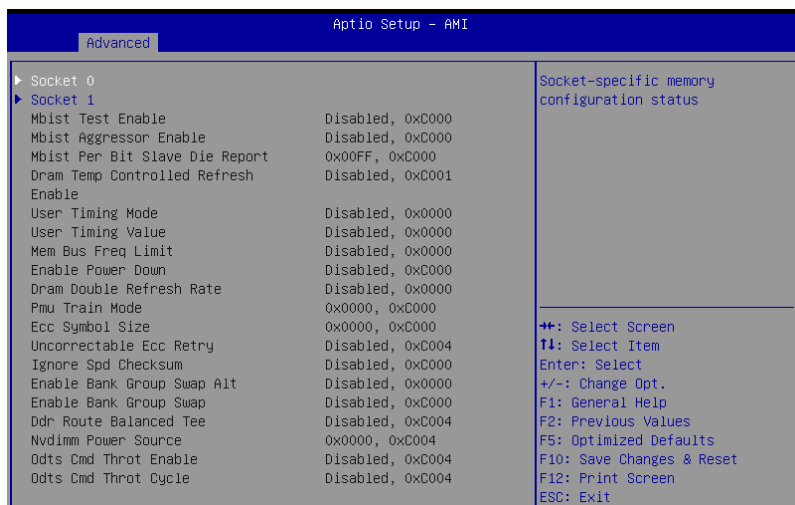 Aptio Setup – AMI
Advanced
Socket 0
Socket 1
Mbist Test Enable Disabled, 0xC000
Mbist Aggressor Enable Disabled, 0xC000
Mbist Per Bit Slave Die Report 0x00FF, 0xC000
Dram Temp Controlled Refresh Disabled, 0xC001
Enable
User Timing Mode Disabled, 0x0000
User Timing Value Disabled, 0x0000
Mem Bus Freq Limit Disabled, 0x0000
Enable Power Down Disabled, 0xC000
Dram Double Refresh Rate Disabled, 0x0000
Pmu Train Mode 0x0000, 0xC000
Ecc Symbol Size 0x0000, 0xC000
Uncorrectable Ecc Retry Disabled, 0xC004
Ignore Spd Checksum Disabled, 0xC000
Enable Bank Group Swap Alt Disabled, 0x0000
Enable Bank Group Swap Disabled, 0xC000
Ddr Route Balanced Tee Disabled, 0xC004
Nvdimm Power Source 0x0000, 0xC004
Odts Cmd Throt Enable Disabled, 0xC004
Odts Cmd Throt Cycle Disabled, 0xC004
Socket-specific memory
configuration status
→←: Select Screen
↑↓: Select Item
Enter: Select
+/-: Change Opt.
F1: General Help
F2: Previous Values
F5: Optimized Defaults
F10: Save Changes & Reset
F12: Print Screen
ESC: Exit